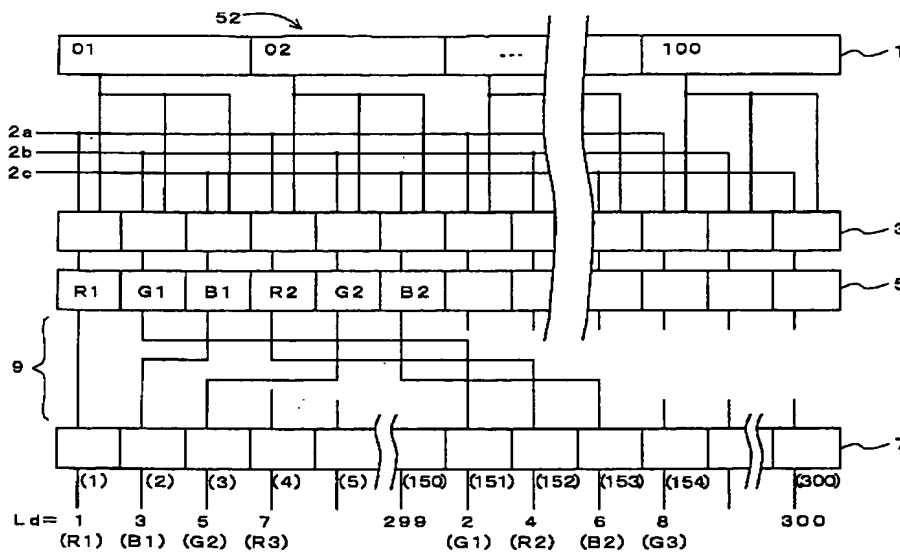 52
01 02 --- 100 1
2a
2b
2c
3
R1 G1 B1 R2 G2 B2 5
9
7
(1) (2) (3) (4) (5) (150) (151) (152) (153) (154) (300)
Ld= 1 3 5 7 299 2 4 6 8 300
(R1) (B1) (G2) (R3) (G1) (R2) (B2) (G3)